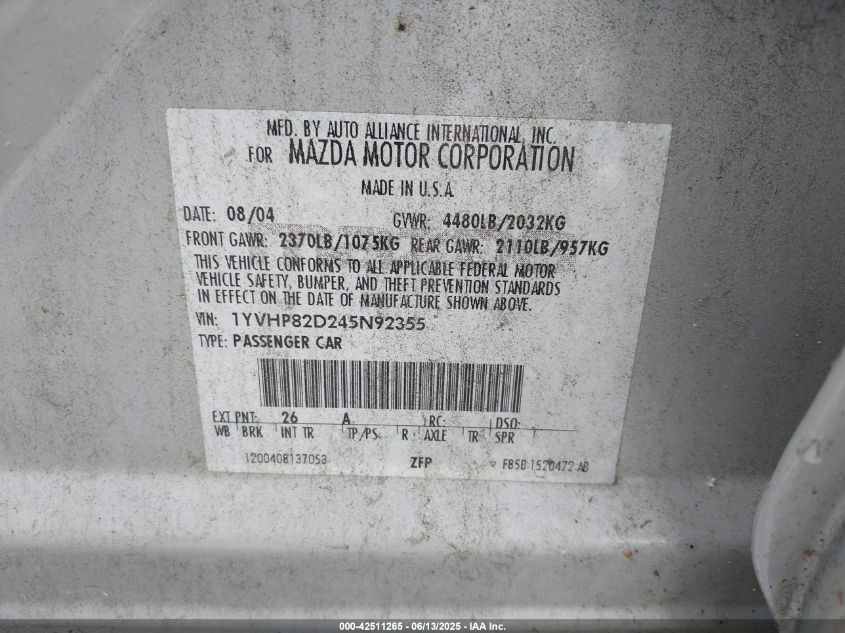 MFD. BY AUTO ALLIANCE INTERNATIONAL, INC.
FOR MAZDA MOTOR CORPORATION
MADE IN U.S.A.
DATE: 08/04 GVWR: 4480LB/2032KG
FRONT GAWR: 2370LB/1075KG REAR GAWR: 2110LB/957KG
THIS VEHICLE CONFORMS TO ALL APPLICABLE FEDERAL MOTOR
VEHICLE SAFETY, BUMPER, AND THEFT PREVENTION STANDARDS
IN EFFECT ON THE DATE OF MANUFACTURE SHOWN ABOVE.
VIN: 1YVHP82D245N92355
TYPE: PASSENGER CAR
EXT PNT: 26 A RC: DSO:
WB BRK INT TR TP/PS R AXLE TR SPR
1200408137053 ZFP F85B-1520472-AB
000-42511265 - 06/13/2025 - IAA Inc.